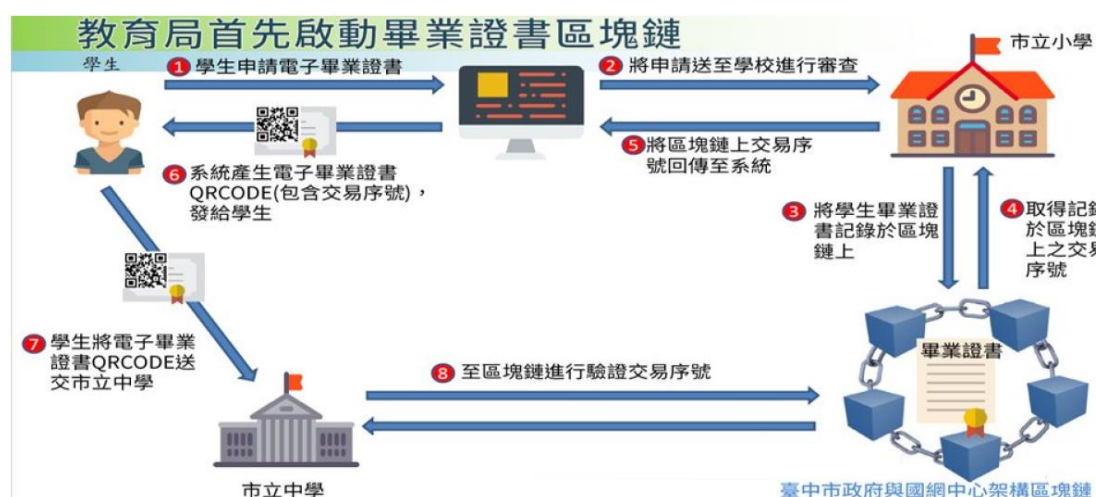 教育局首先啟動畢業證書區塊鏈
學生
1 學生申請電子畢業證書
2 將申請送至學校進行審查
市立小學
5 將區塊鏈上交易序
號回傳至系統
6 系統產生電子畢業證書
QRCODE(包含交易序號)，
發給學生
3 將學生畢業證
書記錄於區塊
鏈上
4 取得記錄
於區塊鏈
上之交易
序號
7 學生將電子畢業
證書QRCODE送
交市立中學
8 至區塊鏈進行驗證交易序號
畢業證書
市立中學
臺中市政府與國網中心架構區塊鏈